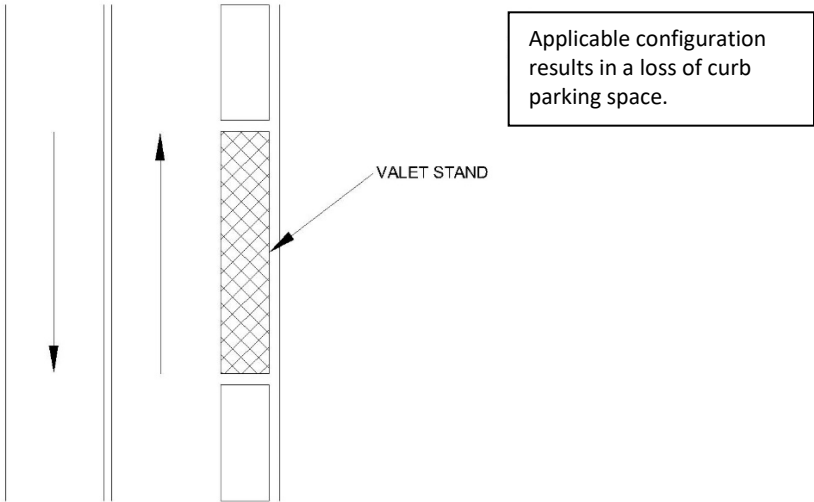 Applicable configuration
results in a loss of curb
parking space.
VALET STAND